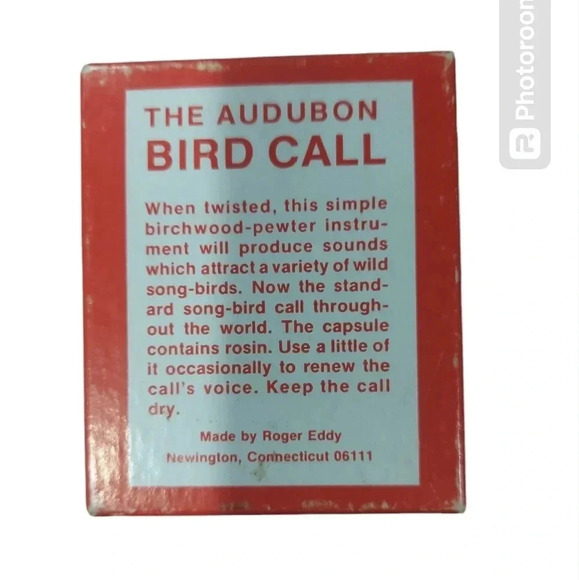 THE AUDUBON
BIRD CALL
When twisted, this simple
birchwood-pewter instru-
ment will produce sounds
which attract a variety of wild
song-birds. Now the stand-
ard song-bird call through-
out the world. The capsule
contains rosin. Use a little of
it occasionally to renew the
call's voice. Keep the call
dry.
Made by Roger Eddy
Newington, Connecticut 06111
Photoroom